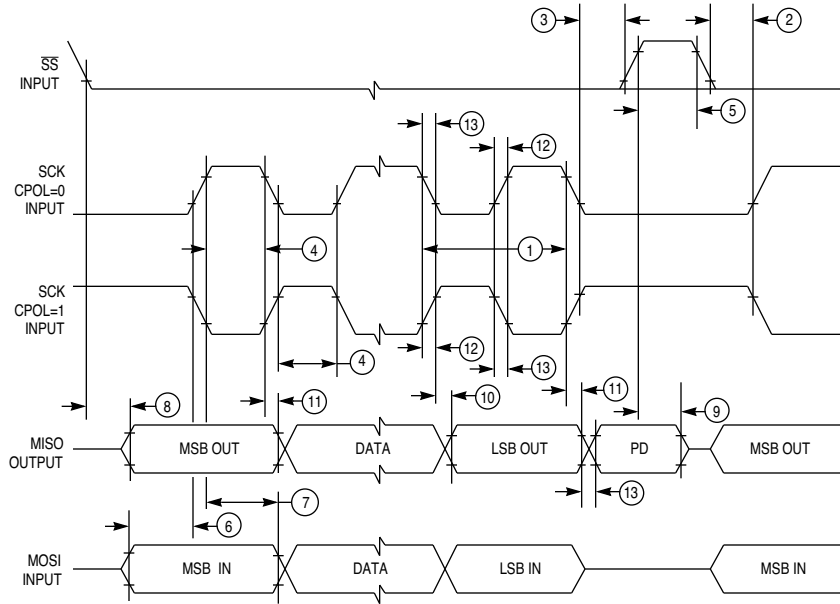 3
2
SS
INPUT
5
13
12
SCK
CPOL=0
INPUT
4
1
SCK
CPOL=1
INPUT
12
4
13
8
11
10
11
9
MISO
OUTPUT
MSB OUT
DATA
LSB OUT
PD
MSB OUT
7
13
6
MOSI
INPUT
MSB IN
DATA
LSB IN
MSB IN